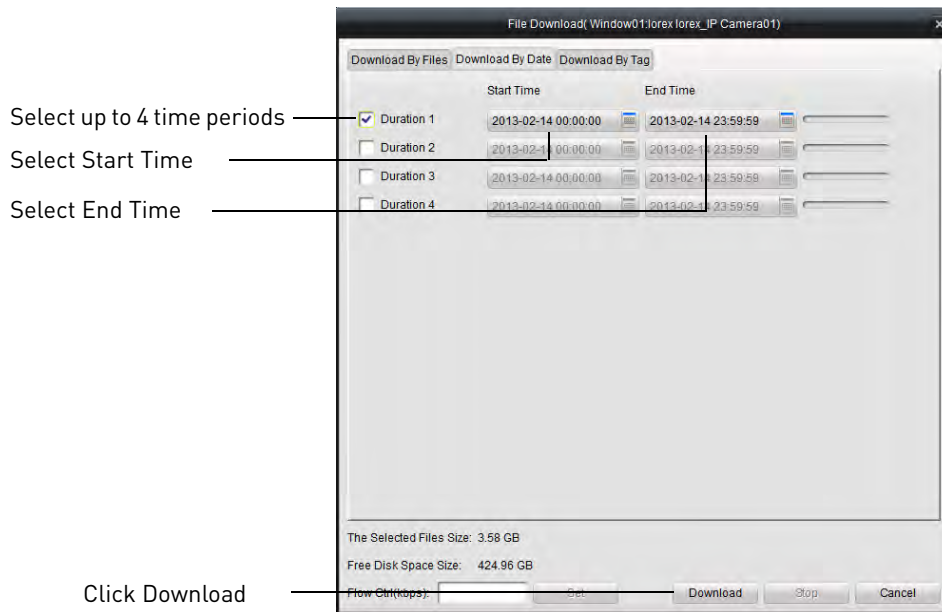 File Download( Window01:lorex lorex_IP Camera01)
Download By Files Download By Date Download By Tag
Start Time End Time
Select up to 4 time periods
Duration 1 2013-02-14 00:00:00 2013-02-14 23:59:59
Select Start Time
Duration 2 2013-02-14 00:00:00 2013-02-14 23:59:59
Duration 3 2013-02-14 00:00:00 2013-02-14 23:59:59
Select End Time
Duration 4 2013-02-14 00:00:00 2013-02-14 23:59:59
The Selected Files Size: 3.58 GB
Free Disk Space Size: 424.96 GB
Click Download
Flow Ctrl(kbps): Set Download Stop Cancel